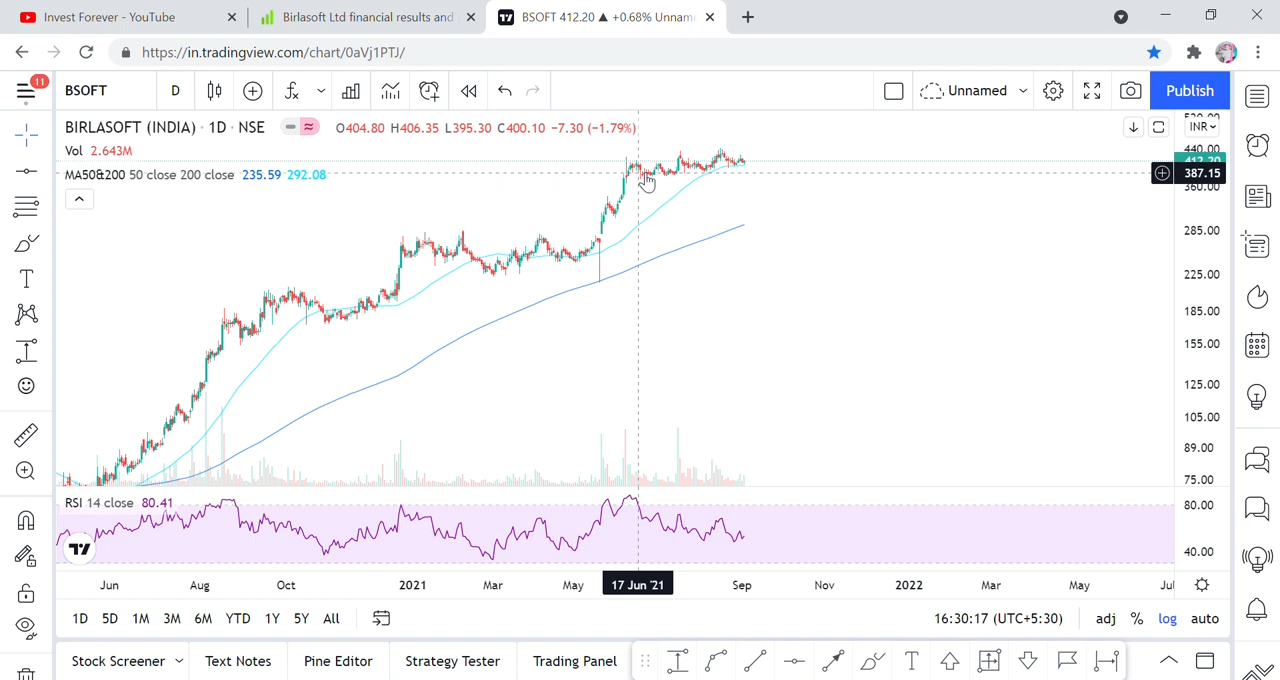 Invest Forever - YouTube
Birlasoft Ltd financial results and
BSOFT 412.20 ▲ +0.68% Unnam
https://in.tradingview.com/chart/0aVj1PTJ/
11
BSOFT
D
Unnamed
Publish
BIRLASOFT (INDIA) · 1D · NSE
O404.80 H406.35 L395.30 C400.10 -7.30 (-1.79%)
INR
Vol 2.643M
MA50&200 50 close 200 close 235.59 292.08
440.00
412.20
387.15
360.00
285.00
225.00
185.00
155.00
125.00
105.00
89.00
75.00
RSI 14 close 80.41
80.00
40.00
Jun
Aug
Oct
2021
Mar
May
17 Jun '21
Sep
Nov
2022
Mar
May
Jul
1D 5D 1M 3M 6M YTD 1Y 5Y All
16:30:17 (UTC+5:30)
adj % log auto
Stock Screener
Text Notes
Pine Editor
Strategy Tester
Trading Panel